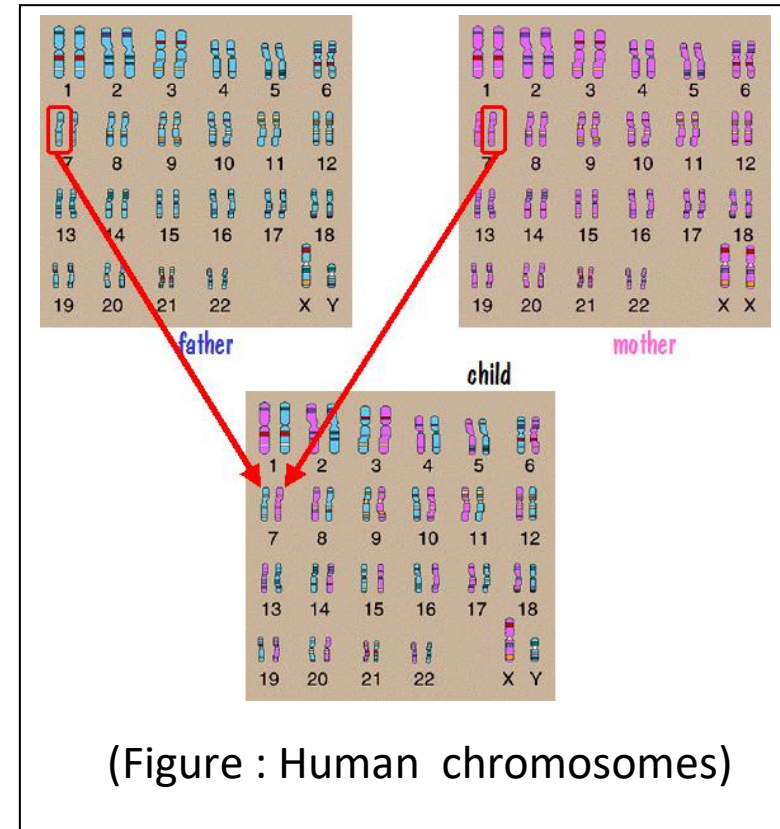 1 2 3 4 5 6
7 8 9 10 11 12
13 14 15 16 17 18
19 20 21 22 X Y
father
1 2 3 4 5 6
7 8 9 10 11 12
13 14 15 16 17 18
19 20 21 22 X X
mother
child
1 2 3 4 5 6
7 8 9 10 11 12
13 14 15 16 17 18
19 20 21 22 X Y
(Figure : Human chromosomes)